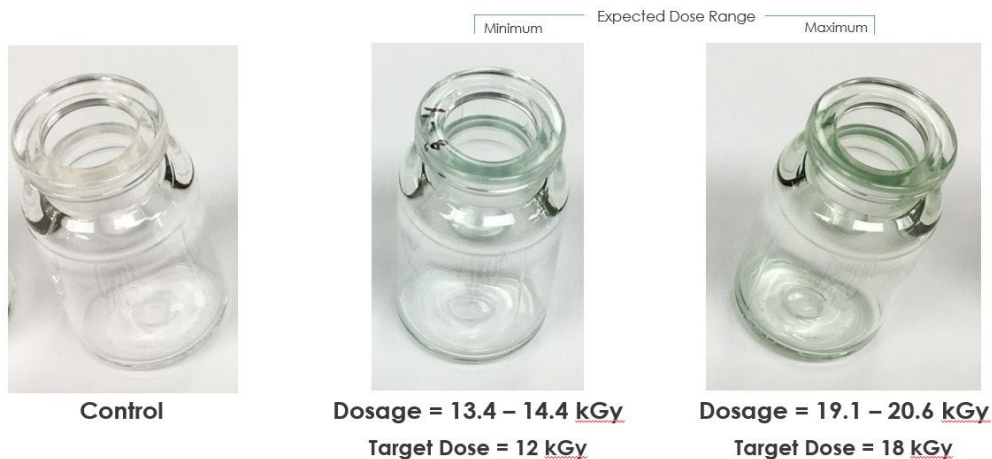 Expected Dose Range
Minimum
Maximum
Control
Dosage = 13.4 – 14.4 kGy
Target Dose = 12 kGy
Dosage = 19.1 – 20.6 kGy
Target Dose = 18 kGy